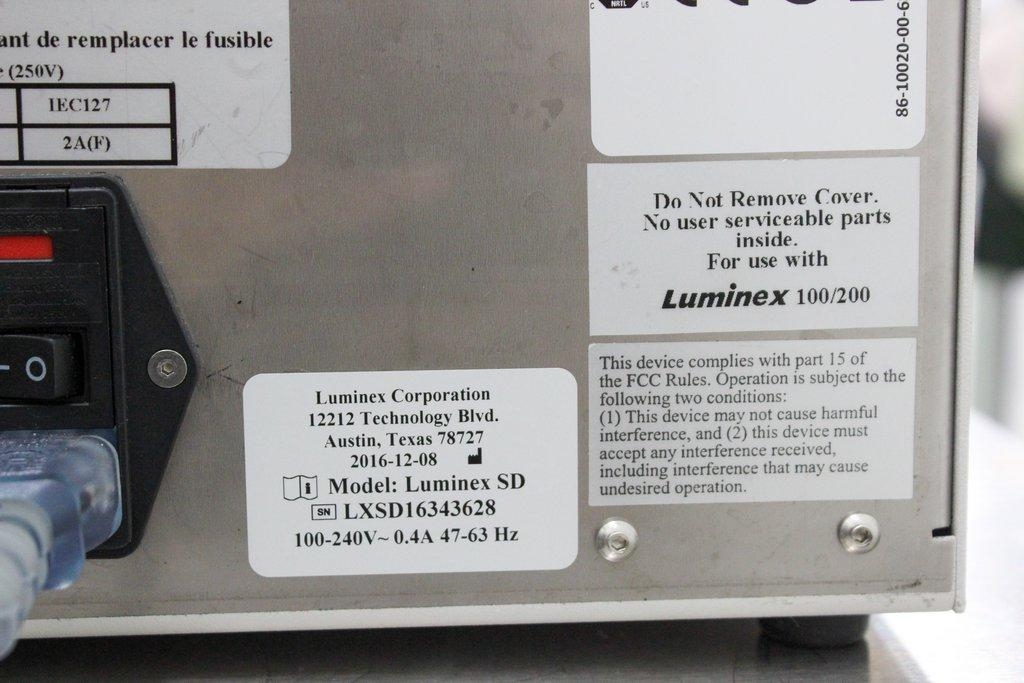 ant de remplacer le fusible
(250V)
IEC127
2A(F)
O
C NRTL US
86-10020-00-6
Do Not Remove Cover.
No user serviceable parts
inside.
For use with
Luminex 100/200
This device complies with part 15 of
the FCC Rules. Operation is subject to the
following two conditions:
(1) This device may not cause harmful
interference, and (2) this device must
accept any interference received,
including interference that may cause
undesired operation.
Luminex Corporation
12212 Technology Blvd.
Austin, Texas 78727
2016-12-08
i Model: Luminex SD
SN LXSD16343628
100-240V~ 0.4A 47-63 Hz